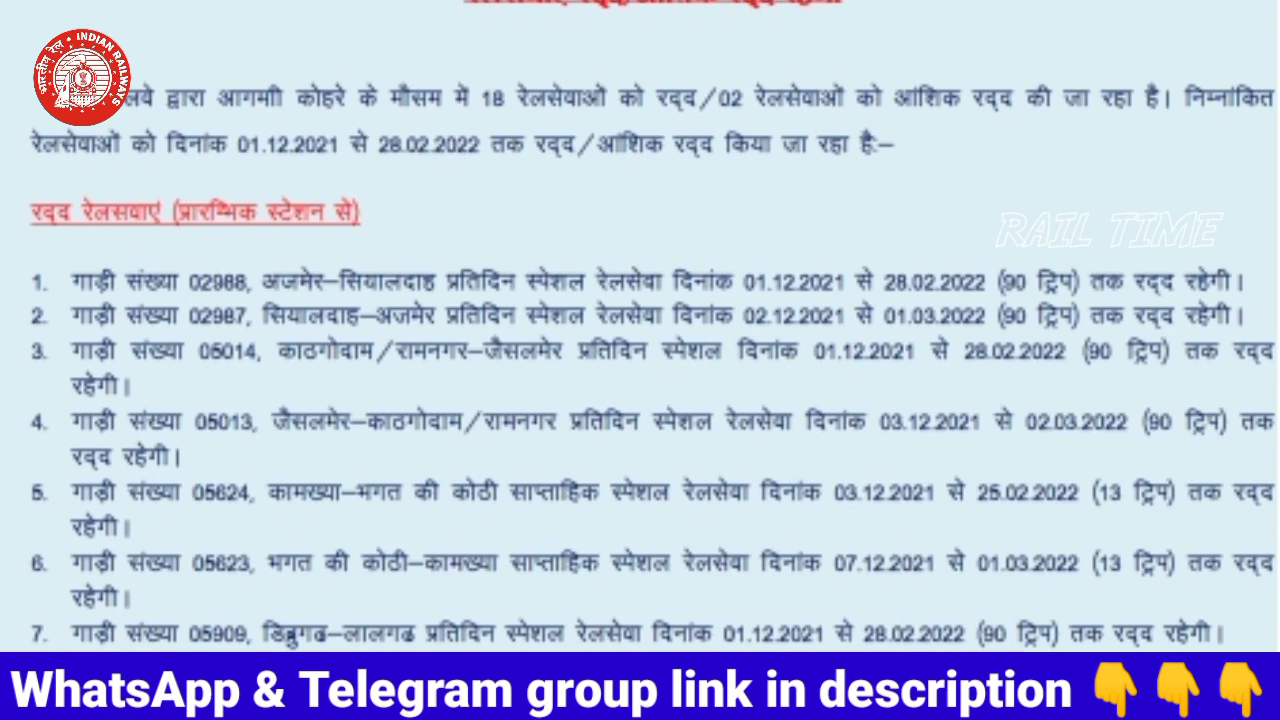 भारतीय रेल • INDIAN RAILWAYS
लवे द्वारा आगमी कोहरे के मौसम में 18 रेलसेवाओं को रद्द/02 रेलसेवाओं को आंशिक रद्द की जा रहा है। निम्नांकित
रेलसेवाओं को दिनांक 01.12.2021 से 28.02.2022 तक रद्द/आंशिक रद्द किया जा रहा है:–
रद्द रेलसवाएं (प्रारम्भिक स्टेशन से)
RAIL TIME
1. गाड़ी संख्या 02988, अजमेर–सियालदाह प्रतिदिन स्पेशल रेलसेवा दिनांक 01.12.2021 से 28.02.2022 (90 ट्रिप) तक रद्द रहेगी।
2. गाड़ी संख्या 02987, सियालदाह–अजमेर प्रतिदिन स्पेशल रेलसेवा दिनांक 02.12.2021 से 01.03.2022 (90 ट्रिप) तक रद्द रहेगी।
3. गाड़ी संख्या 05014, काठगोदाम/रामनगर–जैसलमेर प्रतिदिन स्पेशल दिनांक 01.12.2021 से 28.02.2022 (90 ट्रिप) तक रद्द
रहेगी।
4. गाड़ी संख्या 05013, जैसलमेर–काठगोदाम/रामनगर प्रतिदिन स्पेशल रेलसेवा दिनांक 03.12.2021 से 02.03.2022 (90 ट्रिप) तक
रद्द रहेगी।
5. गाड़ी संख्या 05624, कामख्या–भगत की कोठी साप्ताहिक स्पेशल रेलसेवा दिनांक 03.12.2021 से 25.02.2022 (13 ट्रिप) तक रद्द
रहेगी।
6. गाड़ी संख्या 05623, भगत की कोठी–कामख्या साप्ताहिक स्पेशल रेलसेवा दिनांक 07.12.2021 से 01.03.2022 (13 ट्रिप) तक रद्द
रहेगी।
7. गाड़ी संख्या 05909, डिब्रुगढ–लालगढ प्रतिदिन स्पेशल रेलसेवा दिनांक 01.12.2021 से 28.02.2022 (90 ट्रिप) तक रद्द रहेगी।
WhatsApp & Telegram group link in description 👇👇👇